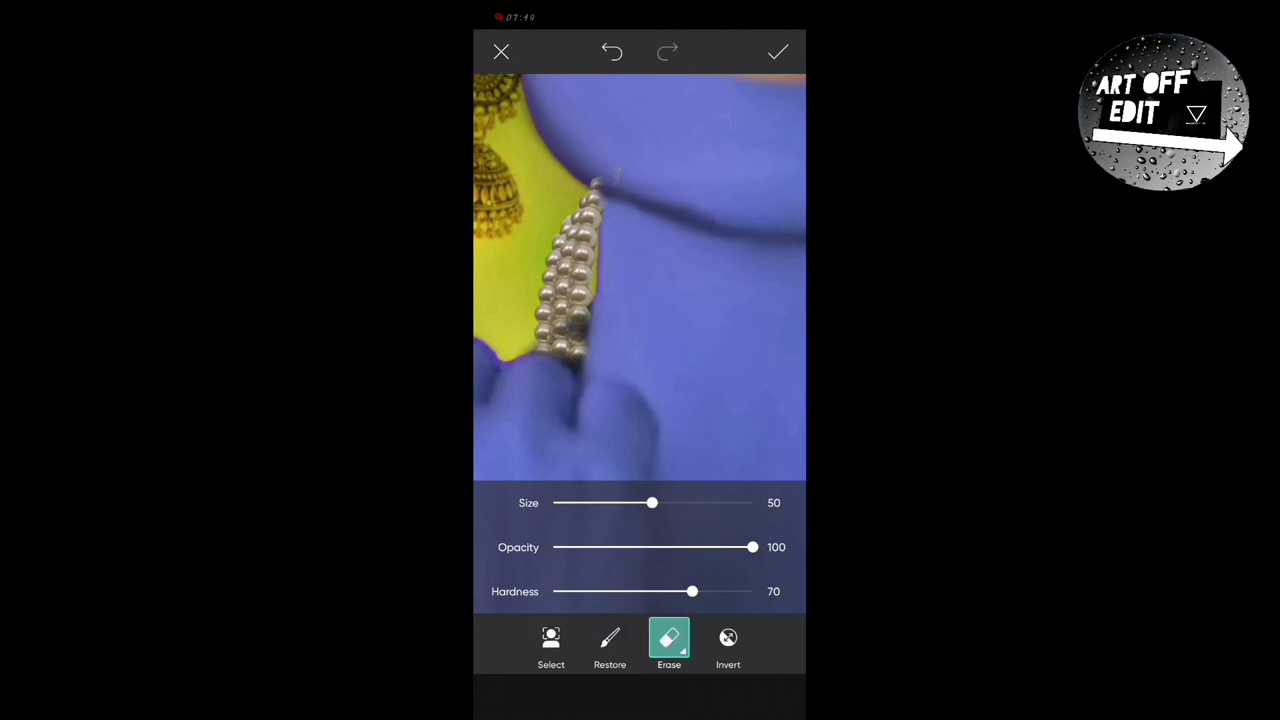 07:49
ART OFF
EDIT
Size 50
Opacity 100
Hardness 70
Select Restore Erase Invert